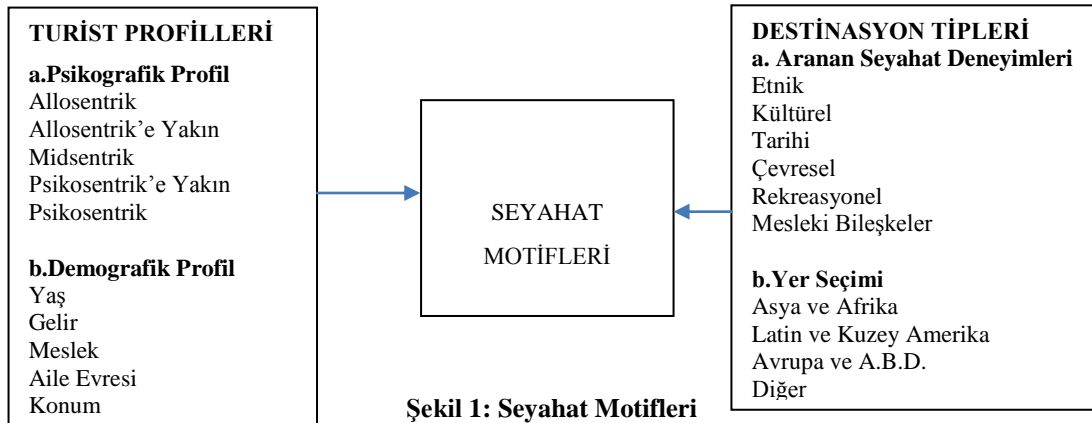 TURİST PROFİLLERİ
a.Psikografik Profil
Allosentrik
Allosentrik’e Yakın
Midsentrik
Psikosentrik’e Yakın
Psikosentrik
b.Demografik Profil
Yaş
Gelir
Meslek
Aile Evresi
Konum
SEYAHAT
MOTİFLERİ
DESTİNASYON TİPLERİ
a. Aranan Seyahat Deneyimleri
Etnik
Kültürel
Tarihi
Çevresel
Rekreasyonel
Mesleki Bileşkeler
b.Yer Seçimi
Asya ve Afrika
Latin ve Kuzey Amerika
Avrupa ve A.B.D.
Diğer
Şekil 1: Seyahat Motifleri